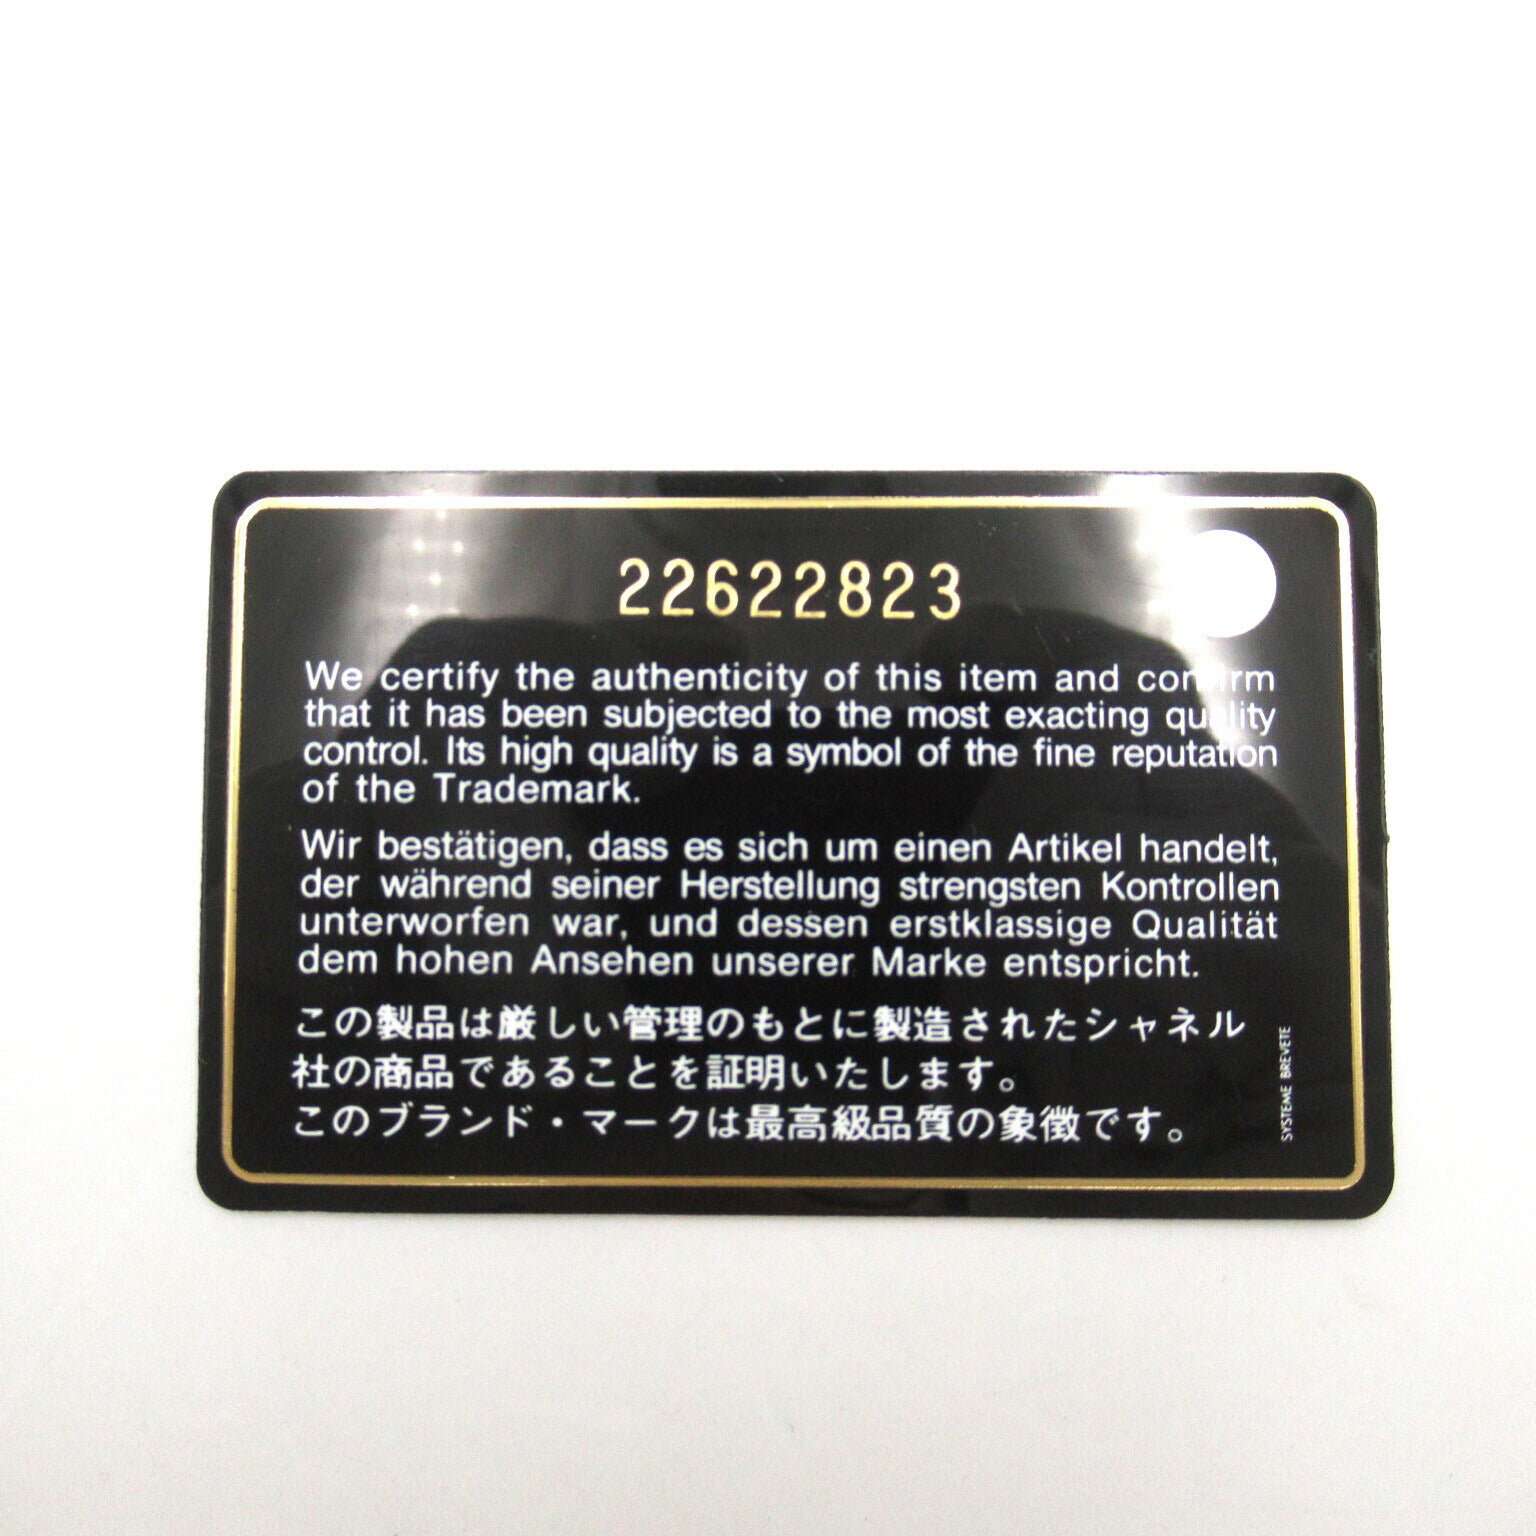 22622823
We certify the authenticity of this item and confirm
that it has been subjected to the most exacting quality
control. Its high quality is a symbol of the fine reputation
of the Trademark.
Wir bestätigen, dass es sich um einen Artikel handelt,
der während seiner Herstellung strengsten Kontrollen
unterworfen war, und dessen erstklassige Qualität
dem hohen Ansehen unserer Marke entspricht.
この製品は厳しい管理のもとに製造されたシャネル
社の商品であることを証明いたします。
このブランド・マークは最高級品質の象徴です。
SYSTEME BREVETE